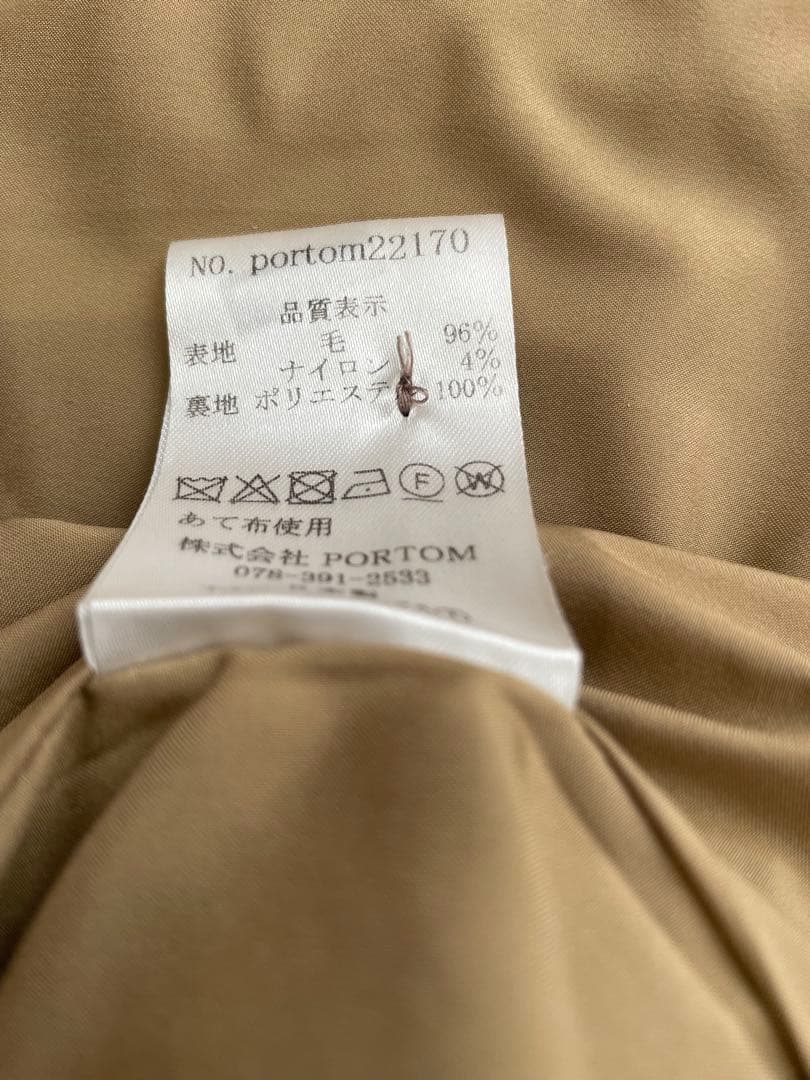 NO. portom22170
品質表示
表地 毛 96%
ナイロン 4%
裏地 ポリエステ 100%
F W
あて布使用
株式会社 PORTOM
078-391-2533